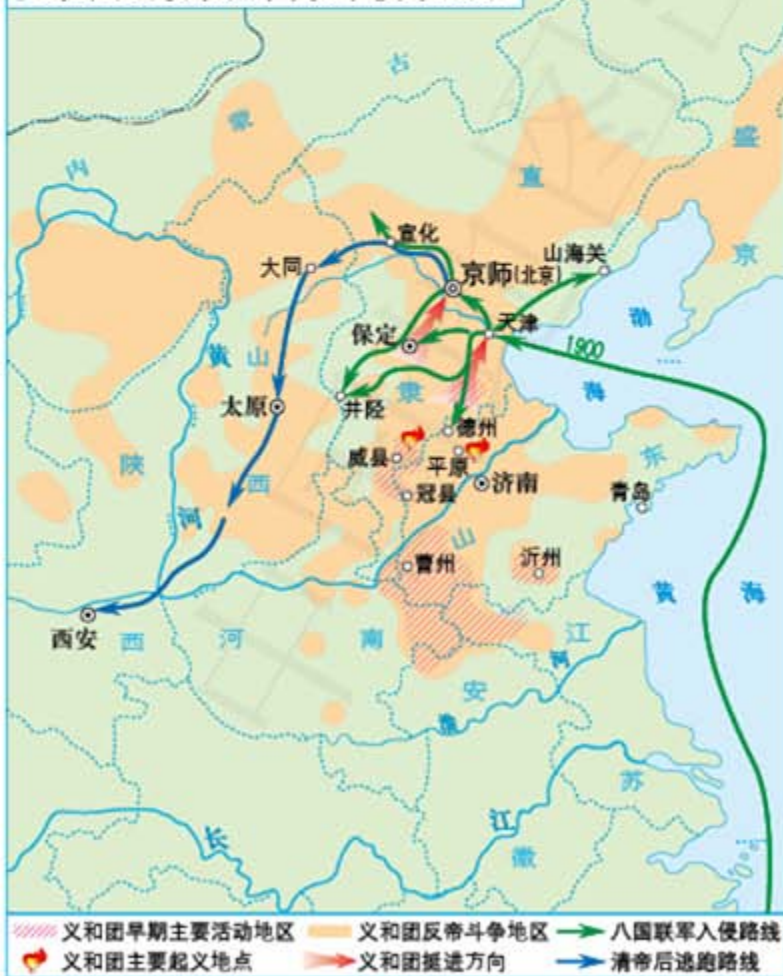 古
蒙
内
直
盛
京
宣化
大同
京师(北京)
山海关
天津
保定
渤
海
1900
黄
山
隶
太原
井陉
德州
威县
平原
济南
冠县
东
青岛
陕
西
河
山
曹州
沂州
黄
海
西安
西
河
南
江
河
安
淮
苏
长
江
徽
义和团早期主要活动地区
义和团反帝斗争地区
八国联军入侵路线
义和团主要起义地点
义和团挺进方向
清帝后逃跑路线